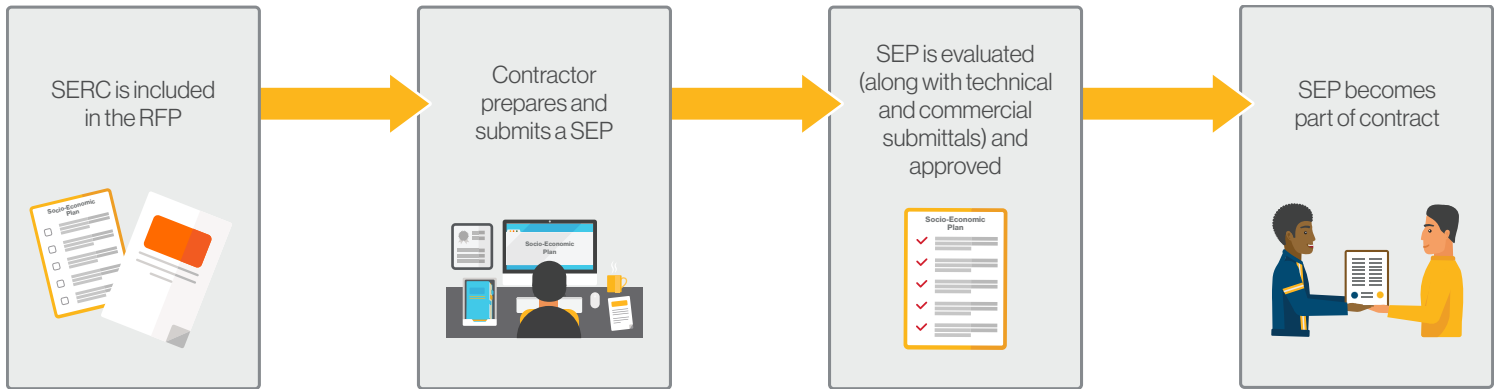 SERC is included
in the RFP
Socio-Economic
Plan
Contractor
prepares and
submits a SEP
Socio-Economic
Plan
SEP is evaluated
(along with technical
and commercial
submittals) and
approved
Socio-Economic
Plan
SEP becomes
part of contract